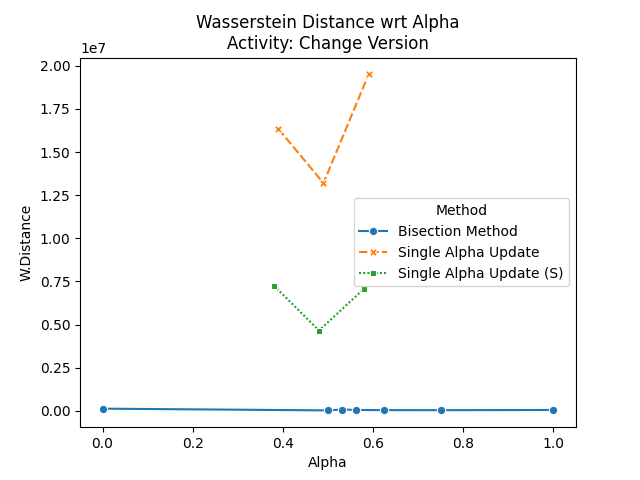 Wasserstein Distance wrt Alpha
Activity: Change Version
1e7
2.00
1.75
1.50
1.25
1.00
0.75
0.50
0.25
0.00
W.Distance
Method
Bisection Method
Single Alpha Update
Single Alpha Update (S)
0.0
0.2
0.4
0.6
0.8
1.0
Alpha